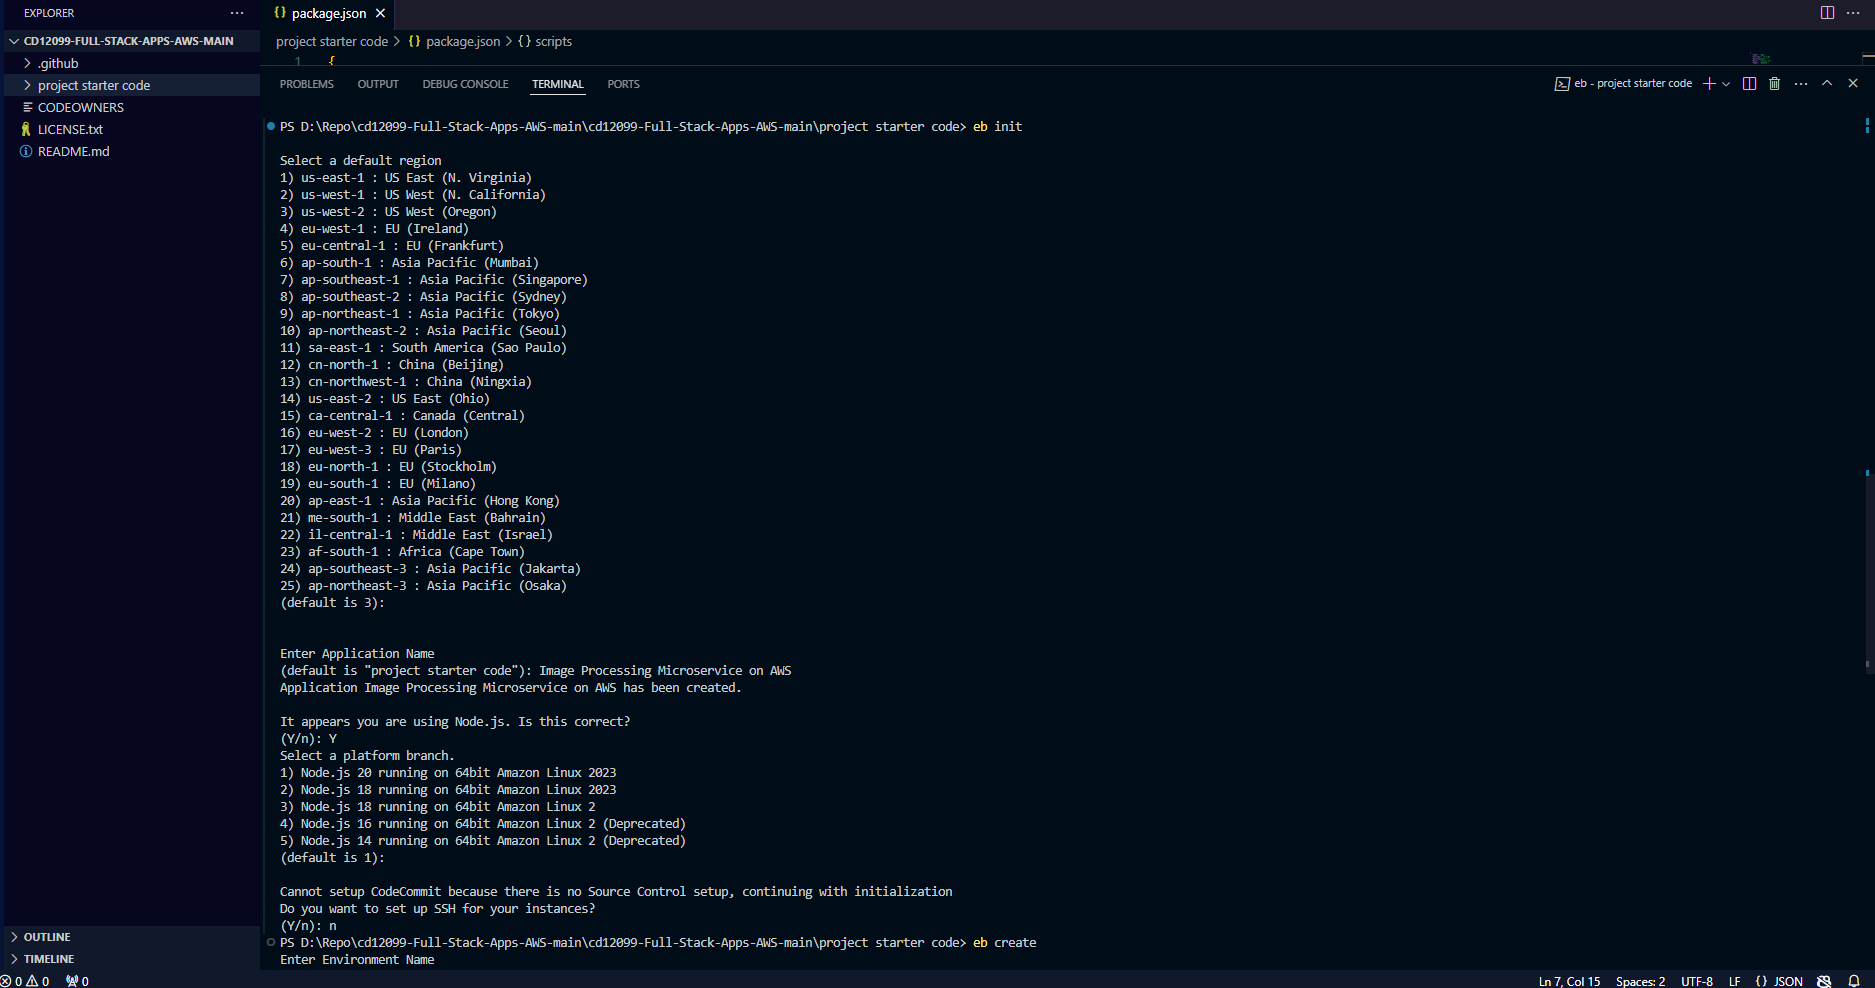 EXPLORER
package.json
CD12099-FULL-STACK-APPS-AWS-MAIN
project starter code > {} package.json > {} scripts
.github
1 {
project starter code
PROBLEMS OUTPUT DEBUG CONSOLE TERMINAL PORTS
eb - project starter code
CODEOWNERS
LICENSE.txt
README.md
PS D:\Repo\cd12099-Full-Stack-Apps-AWS-main\cd12099-Full-Stack-Apps-AWS-main\project starter code> eb init
Select a default region
1) us-east-1 : US East (N. Virginia)
2) us-west-1 : US West (N. California)
3) us-west-2 : US West (Oregon)
4) eu-west-1 : EU (Ireland)
5) eu-central-1 : EU (Frankfurt)
6) ap-south-1 : Asia Pacific (Mumbai)
7) ap-southeast-1 : Asia Pacific (Singapore)
8) ap-southeast-2 : Asia Pacific (Sydney)
9) ap-northeast-1 : Asia Pacific (Tokyo)
10) ap-northeast-2 : Asia Pacific (Seoul)
11) sa-east-1 : South America (Sao Paulo)
12) cn-north-1 : China (Beijing)
13) cn-northwest-1 : China (Ningxia)
14) us-east-2 : US East (Ohio)
15) ca-central-1 : Canada (Central)
16) eu-west-2 : EU (London)
17) eu-west-3 : EU (Paris)
18) eu-north-1 : EU (Stockholm)
19) eu-south-1 : EU (Milano)
20) ap-east-1 : Asia Pacific (Hong Kong)
21) me-south-1 : Middle East (Bahrain)
22) il-central-1 : Middle East (Israel)
23) af-south-1 : Africa (Cape Town)
24) ap-southeast-3 : Asia Pacific (Jakarta)
25) ap-northeast-3 : Asia Pacific (Osaka)
(default is 3):
Enter Application Name
(default is "project starter code"): Image Processing Microservice on AWS
Application Image Processing Microservice on AWS has been created.
It appears you are using Node.js. Is this correct?
(Y/n): Y
Select a platform branch.
1) Node.js 20 running on 64bit Amazon Linux 2023
2) Node.js 18 running on 64bit Amazon Linux 2023
3) Node.js 18 running on 64bit Amazon Linux 2
4) Node.js 16 running on 64bit Amazon Linux 2 (Deprecated)
5) Node.js 14 running on 64bit Amazon Linux 2 (Deprecated)
(default is 1):
Cannot setup CodeCommit because there is no Source Control setup, continuing with initialization
Do you want to set up SSH for your instances?
(Y/n): n
PS D:\Repo\cd12099-Full-Stack-Apps-AWS-main\cd12099-Full-Stack-Apps-AWS-main\project starter code> eb create
Enter Environment Name
OUTLINE
TIMELINE
0 0 0
Ln 7, Col 15 Spaces: 2 UTF-8 LF {} JSON